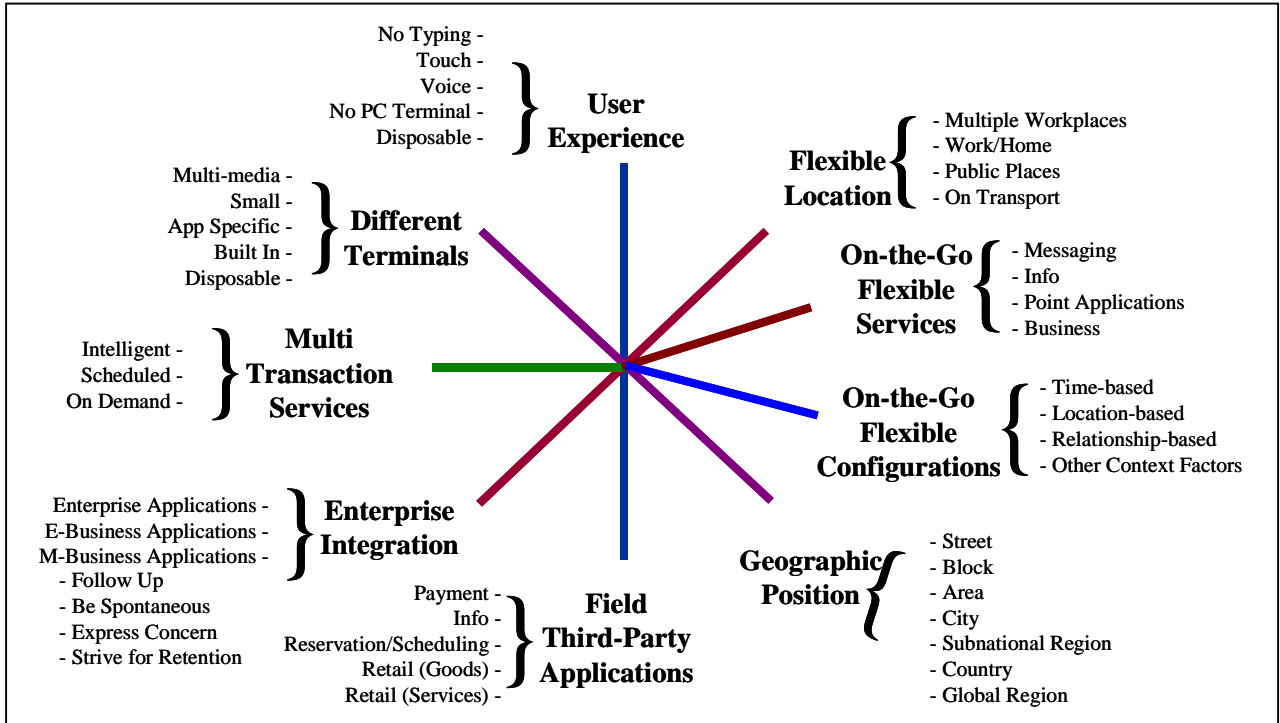 No Typing -
Touch -
Voice -
No PC Terminal -
Disposable -
User
Experience
Flexible
Location
- Multiple Workplaces
- Work/Home
- Public Places
- On Transport
Multi-media -
Small -
App Specific -
Built In -
Disposable -
Different
Terminals
On-the-Go
Flexible
Services
- Messaging
- Info
- Point Applications
- Business
Intelligent -
Scheduled -
On Demand -
Multi
Transaction
Services
On-the-Go
Flexible
Configurations
- Time-based
- Location-based
- Relationship-based
- Other Context Factors
Enterprise Applications -
E-Business Applications -
M-Business Applications -
- Follow Up
- Be Spontaneous
- Express Concern
- Strive for Retention
Enterprise
Integration
Payment -
Info -
Reservation/Scheduling -
Retail (Goods) -
Retail (Services) -
Field
Third-Party
Applications
Geographic
Position
- Street
- Block
- Area
- City
- Subnational Region
- Country
- Global Region